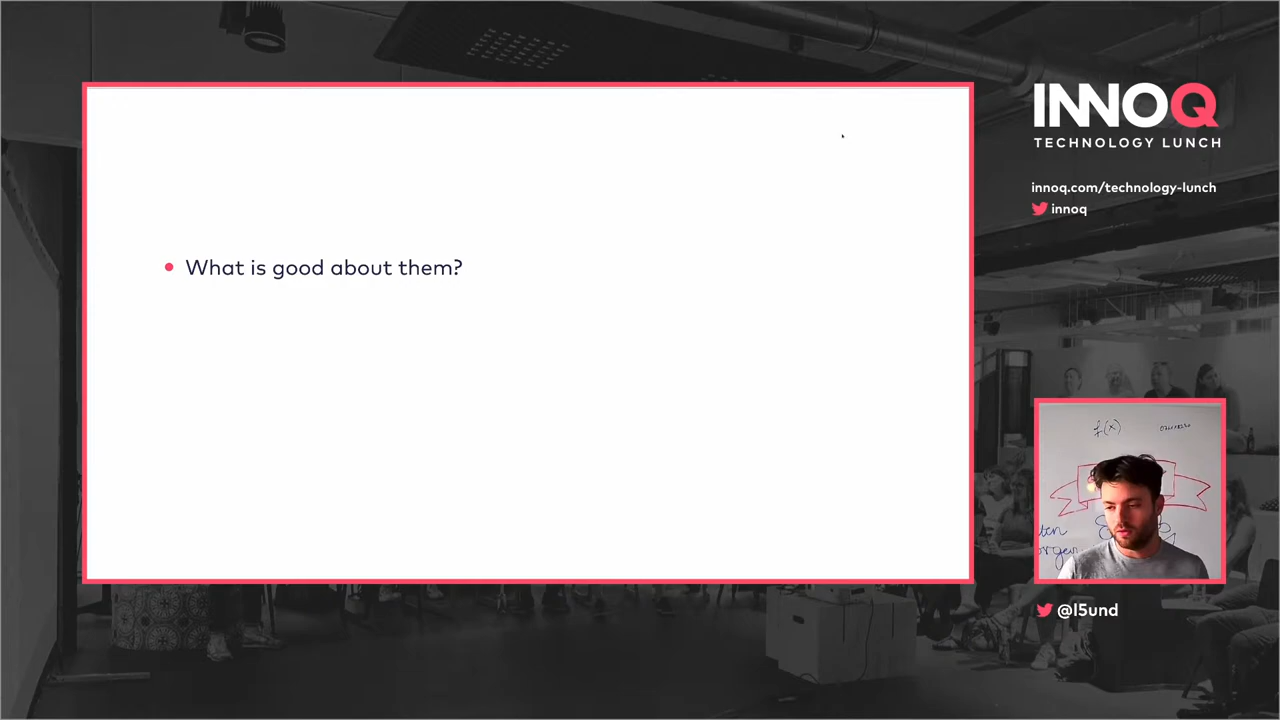 What is good about them?
INNOQ
TECHNOLOGY LUNCH
innoq.com/technology-lunch
innoq
f(x)
@l5und